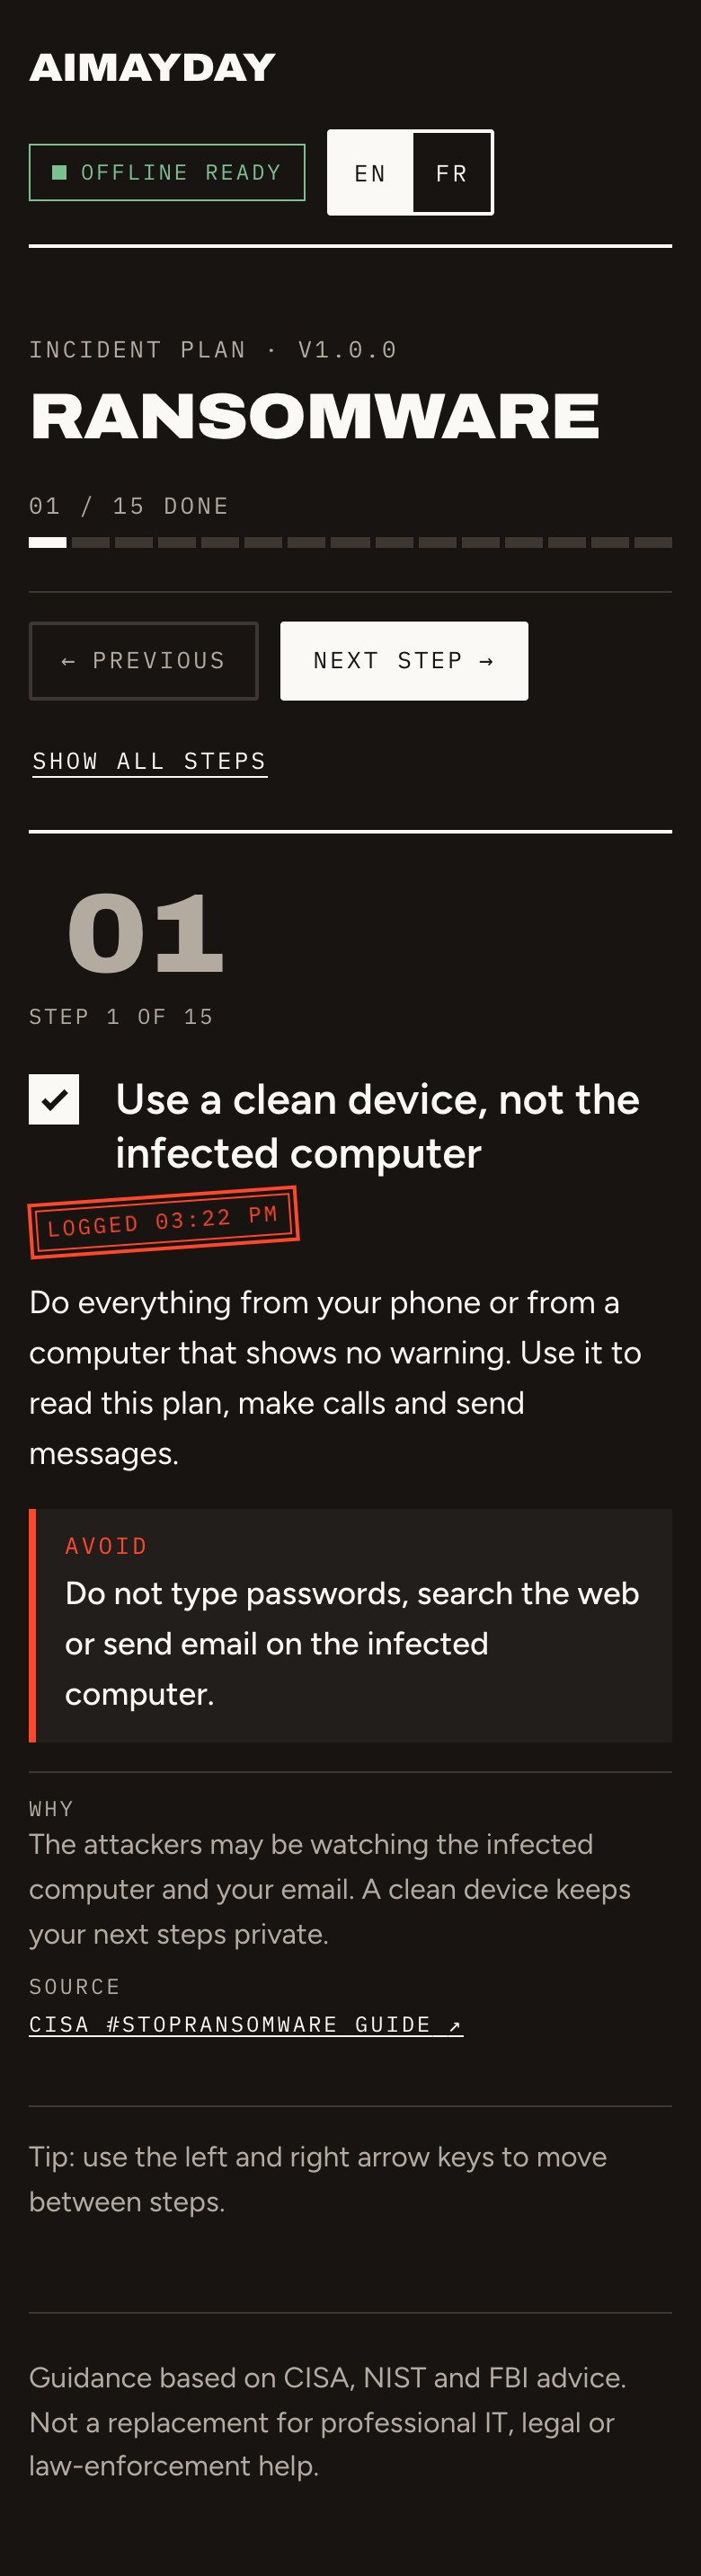 AIMAYDAY
OFFLINE READY
EN FR
INCIDENT PLAN · V1.0.0
RANSOMWARE
01 / 15 DONE
← PREVIOUS
NEXT STEP →
SHOW ALL STEPS
01
STEP 1 OF 15
Use a clean device, not the
infected computer
LOGGED 03:22 PM
Do everything from your phone or from a
computer that shows no warning. Use it to
read this plan, make calls and send
messages.
AVOID
Do not type passwords, search the web
or send email on the infected
computer.
WHY
The attackers may be watching the infected
computer and your email. A clean device keeps
your next steps private.
SOURCE
CISA #STOPRANSOMWARE GUIDE ↗
Tip: use the left and right arrow keys to move
between steps.
Guidance based on CISA, NIST and FBI advice.
Not a replacement for professional IT, legal or
law-enforcement help.